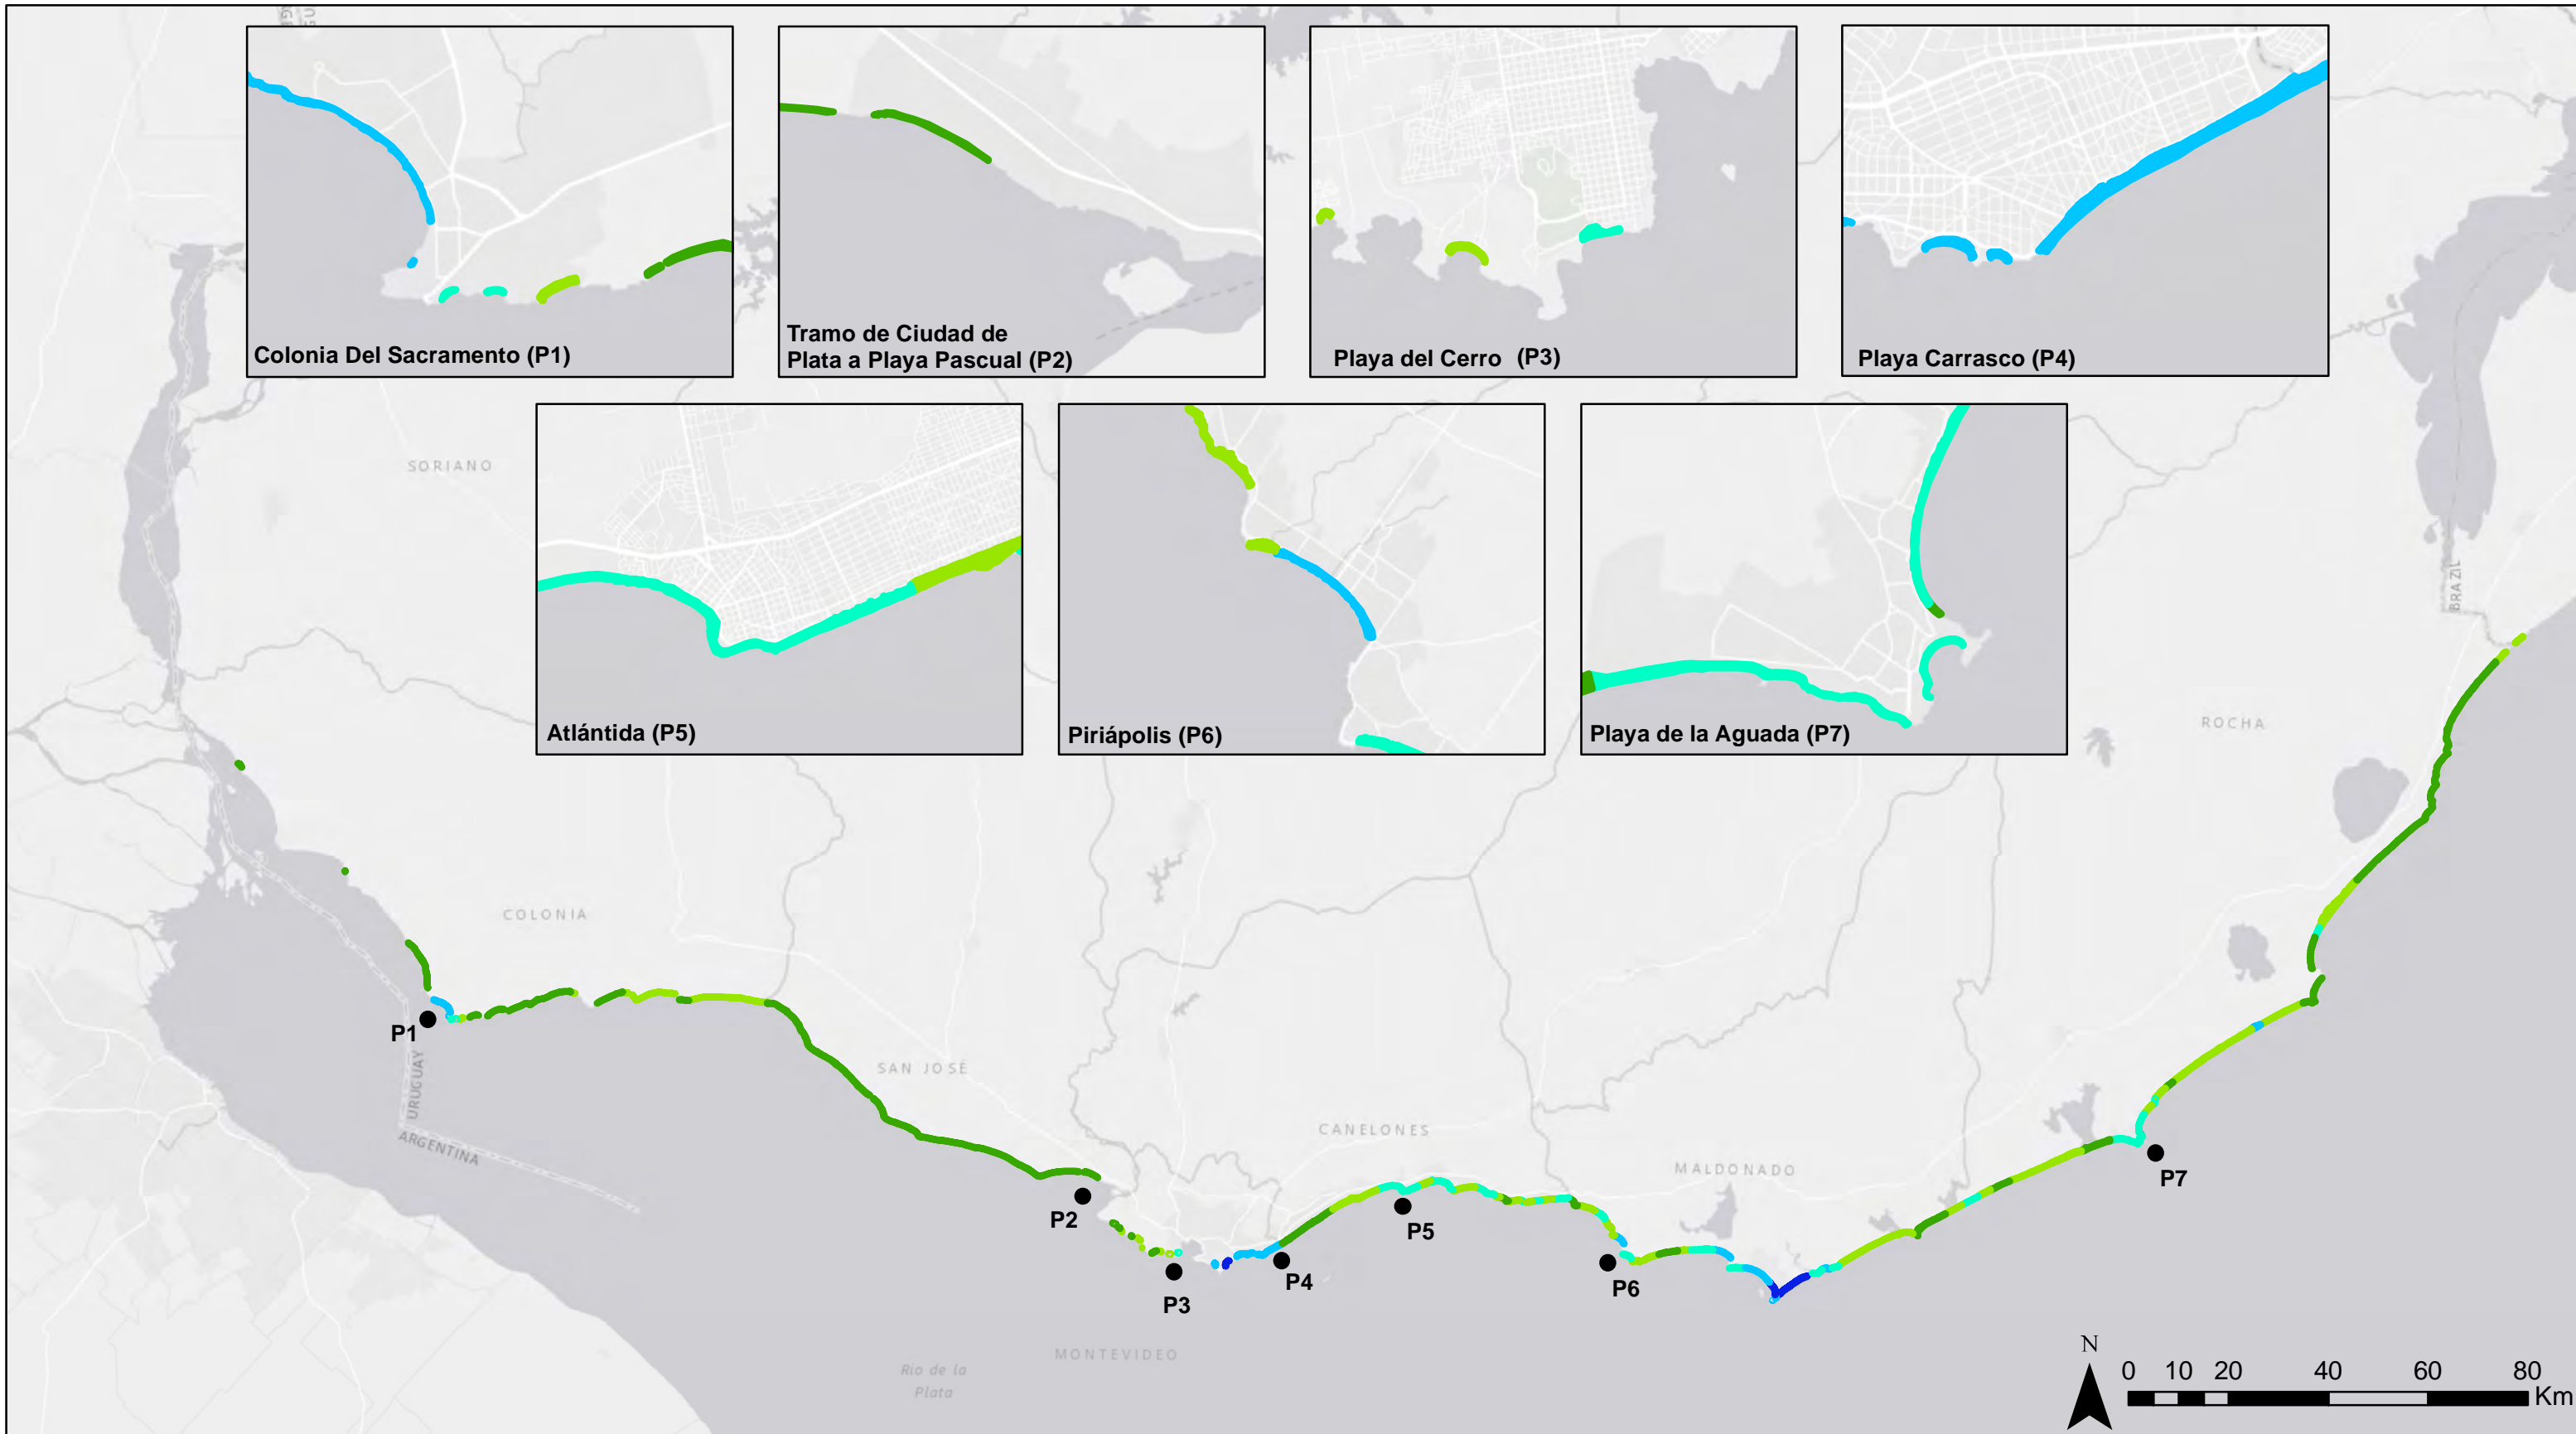 Colonia Del Sacramento (P1)
Tramo de Ciudad de
Plata a Playa Pascual (P2)
Playa del Cerro (P3)
Playa Carrasco (P4)
Atlántida (P5)
Piriápolis (P6)
Playa de la Aguada (P7)
SORIANO
BRAZIL
ROCHA
COLONIA
P1
URUGUAY
ARGENTINA
SAN JOSÉ
CANELONES
MALDONADO
P2
P3
P4
P5
P6
P7
MONTEVIDEO
Río de la
Plata
N
0 10 20 40 60 80
Km